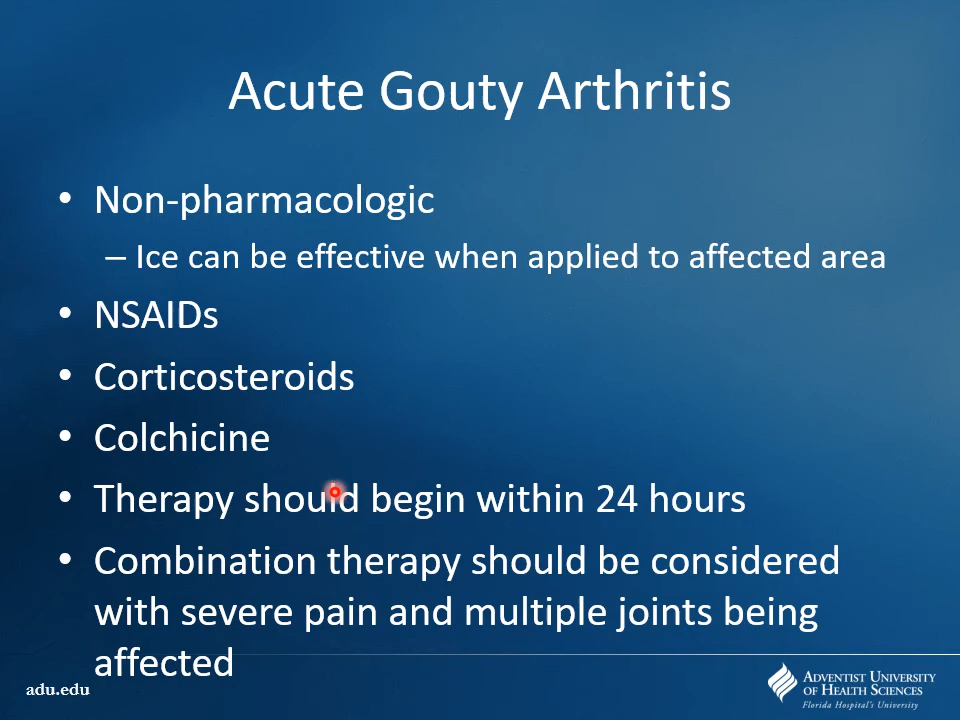 Acute Gouty Arthritis
• Non-pharmacologic
– Ice can be effective when applied to affected area
• NSAIDs
• Corticosteroids
• Colchicine
• Therapy should begin within 24 hours
• Combination therapy should be considered
with severe pain and multiple joints being
affected
adu.edu
ADVENTIST UNIVERSITY
OF HEALTH SCIENCES
Florida Hospital's University